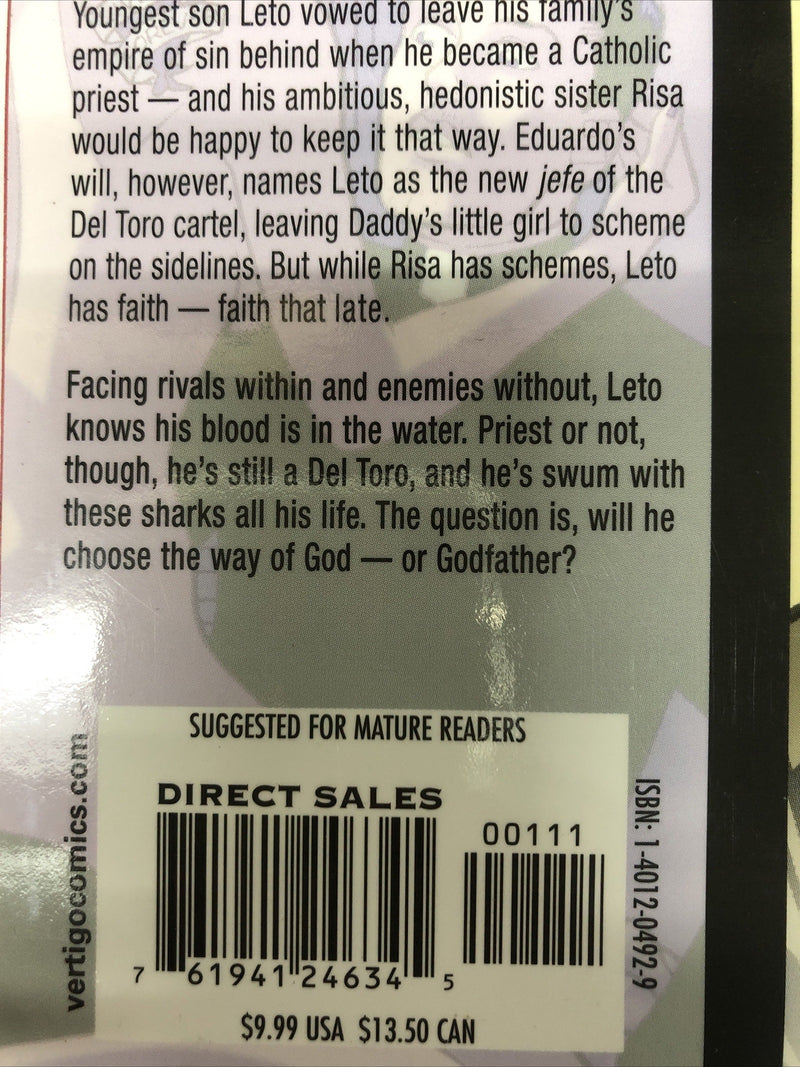 Youngest son Leto vowed to leave his family's
empire of sin behind when he became a Catholic
priest — and his ambitious, hedonistic sister Risa
would be happy to keep it that way. Eduardo's
will, however, names Leto as the new jefe of the
Del Toro cartel, leaving Daddy's little girl to scheme
on the sidelines. But while Risa has schemes, Leto
has faith — faith that late.
Facing rivals within and enemies without, Leto
knows his blood is in the water. Priest or not,
though, he's still a Del Toro, and he's swum with
these sharks all his life. The question is, will he
choose the way of God — or Godfather?
SUGGESTED FOR MATURE READERS
DIRECT SALES
00111
7 61941 24634 5
$9.99 USA $13.50 CAN
vertigocomics.com
ISBN: 1-4012-0492-9